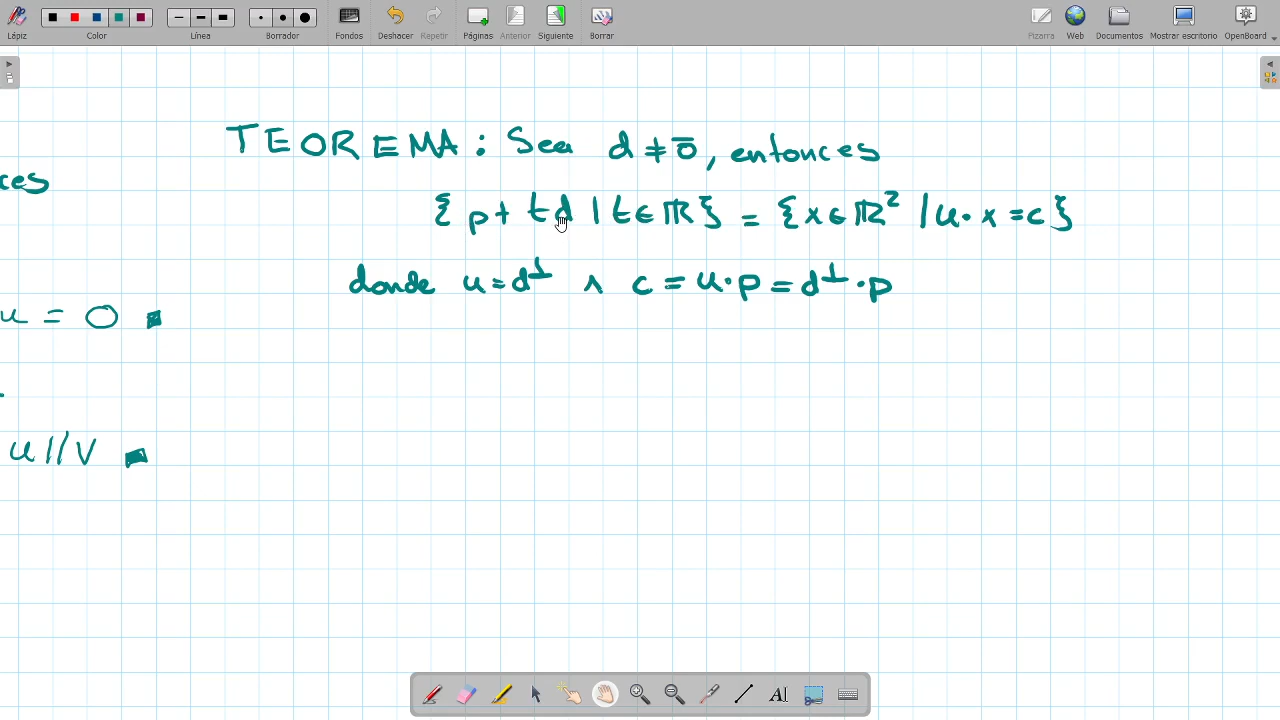 Lápiz Color Línea Borrador Fondos Deshacer Repetir Páginas Anterior Siguiente Borrar Pizarra Web Documentos Mostrar escritorio OpenBoard
TEOREMA: Sea d ≠ 0̅, entonces
ces
{ p + td | t ∈ ℝ } = { x ∈ ℝ² | u · x = c }
donde u = d^⊥ ∧ c = u · p = d^⊥ · p
u = 0 ■
u // v ■